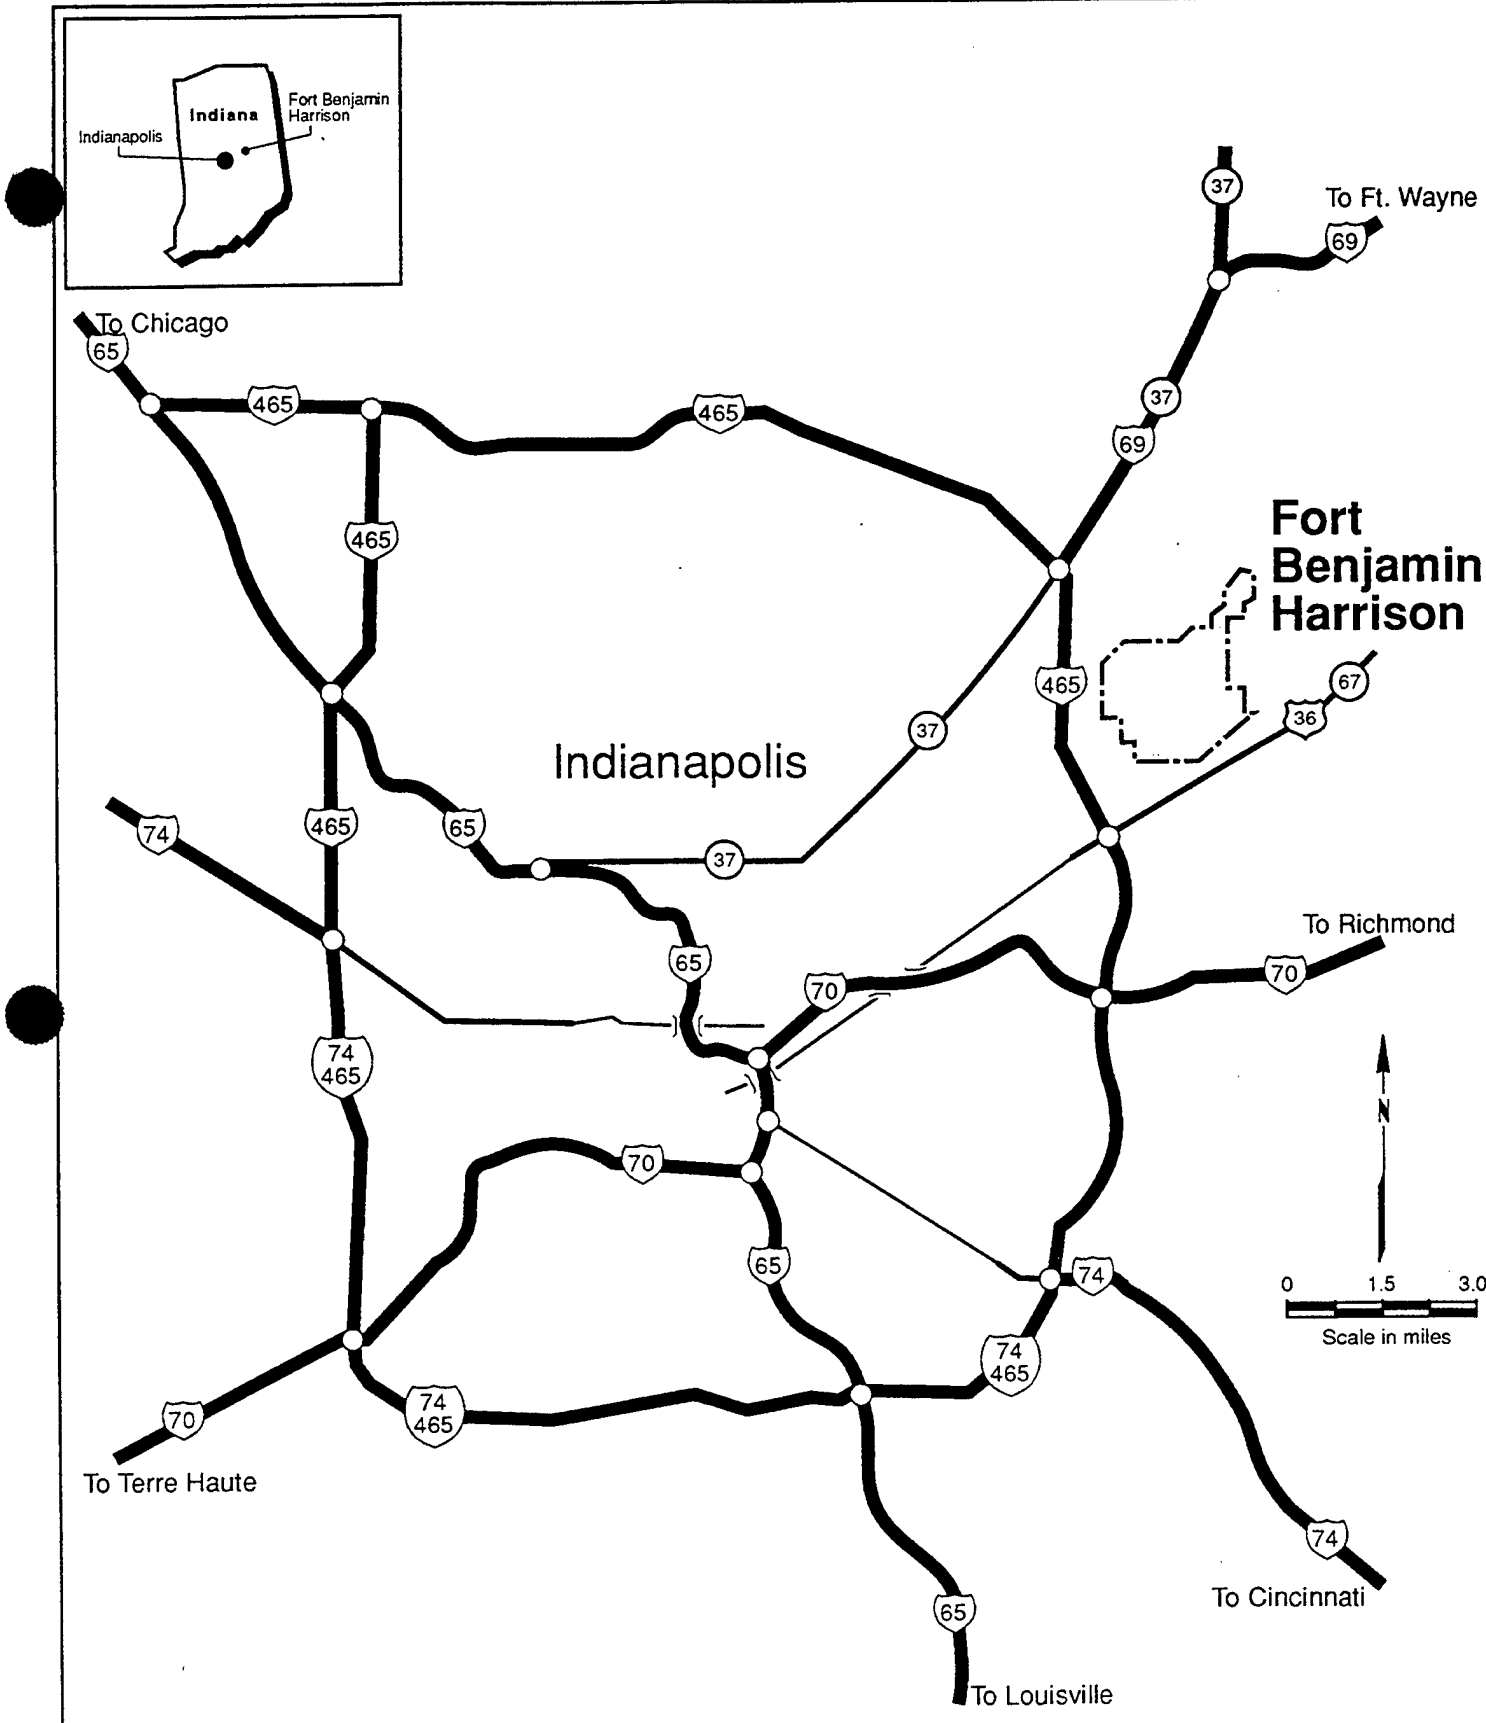 Indiana
Fort Benjamin
Harrison
Indianapolis
37
To Ft. Wayne
69
To Chicago
65
465
465
37
69
465
Fort
Benjamin
Harrison
465
67
36
37
Indianapolis
465
65
74
37
To Richmond
65
70
70
74
465
N
70
65
74
0 1.5 3.0
Scale in miles
74
465
74
465
70
To Terre Haute
74
To Cincinnati
65
To Louisville